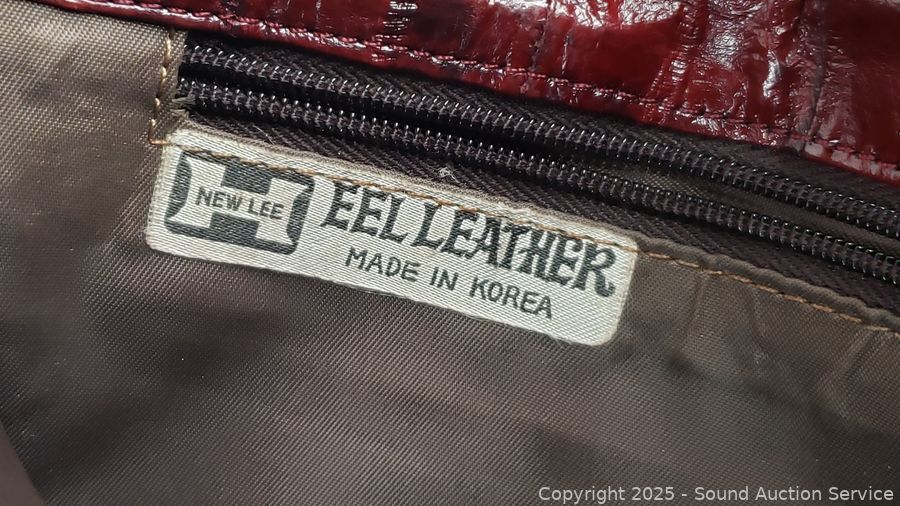 NEW LEE
EEL LEATHER
MADE IN KOREA
Copyright 2025 - Sound Auction Service